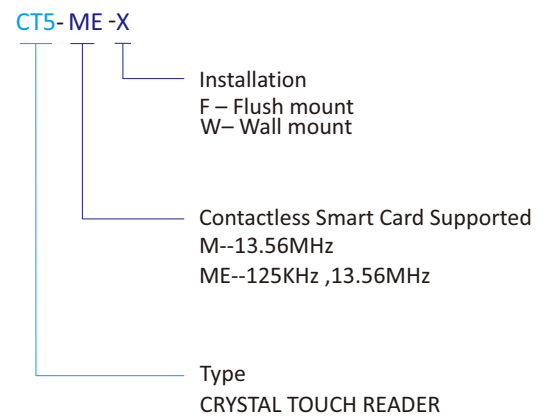 CT5- ME -X
Installation
F – Flush mount
W– Wall mount
Contactless Smart Card Supported
M--13.56MHz
ME--125KHz ,13.56MHz
Type
CRYSTAL TOUCH READER